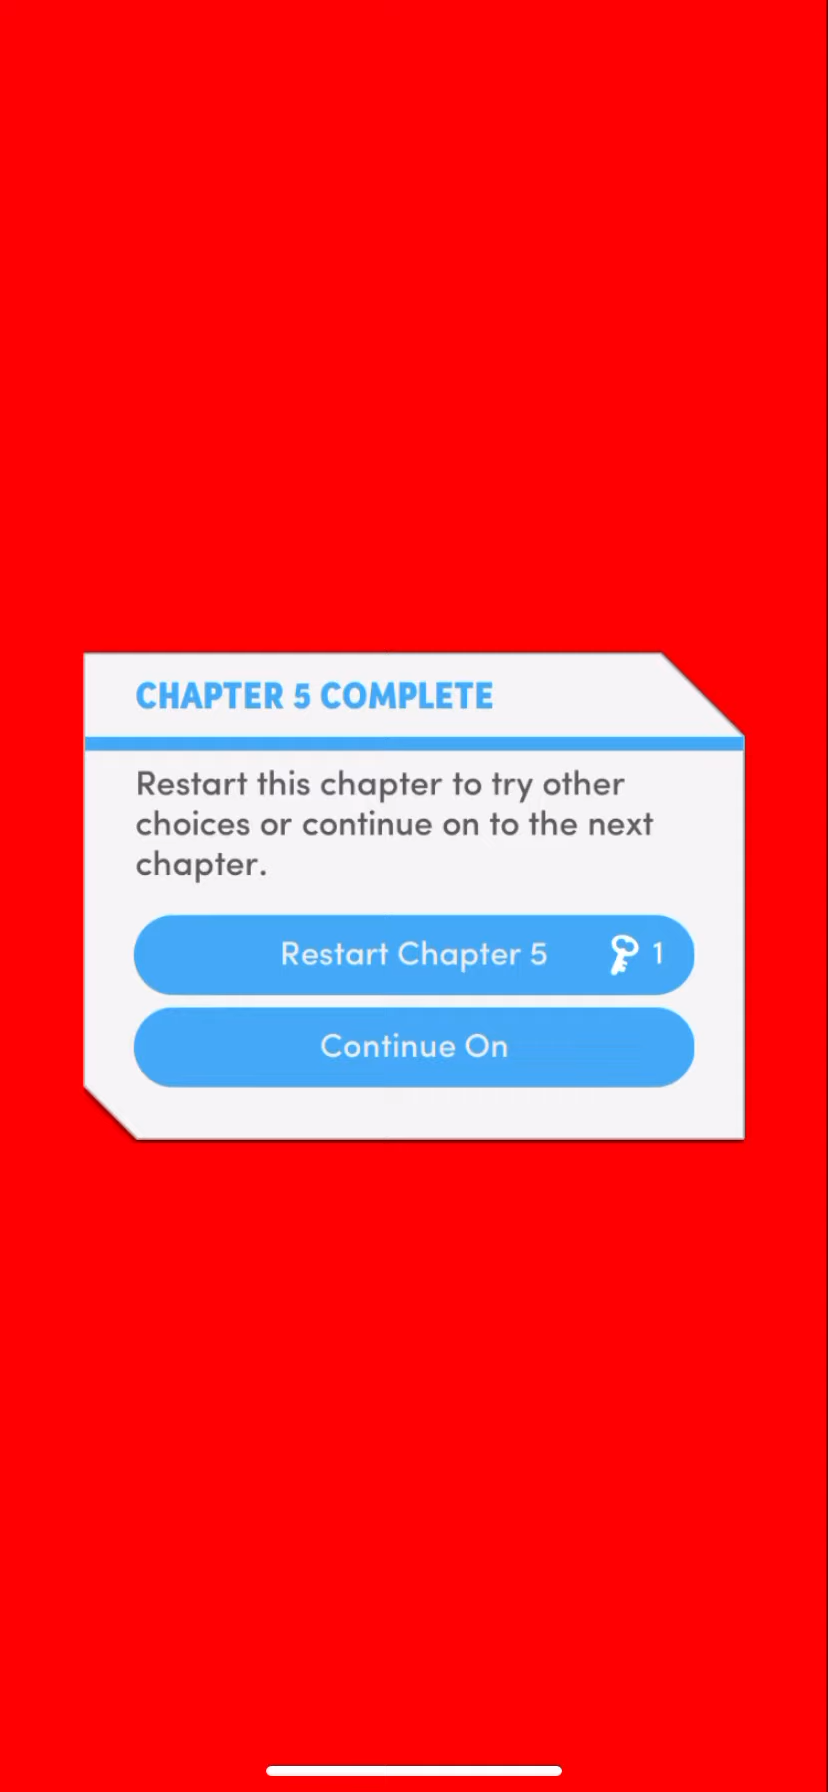 CHAPTER 5 COMPLETE
Restart this chapter to try other
choices or continue on to the next
chapter.
Restart Chapter 5 1
Continue On